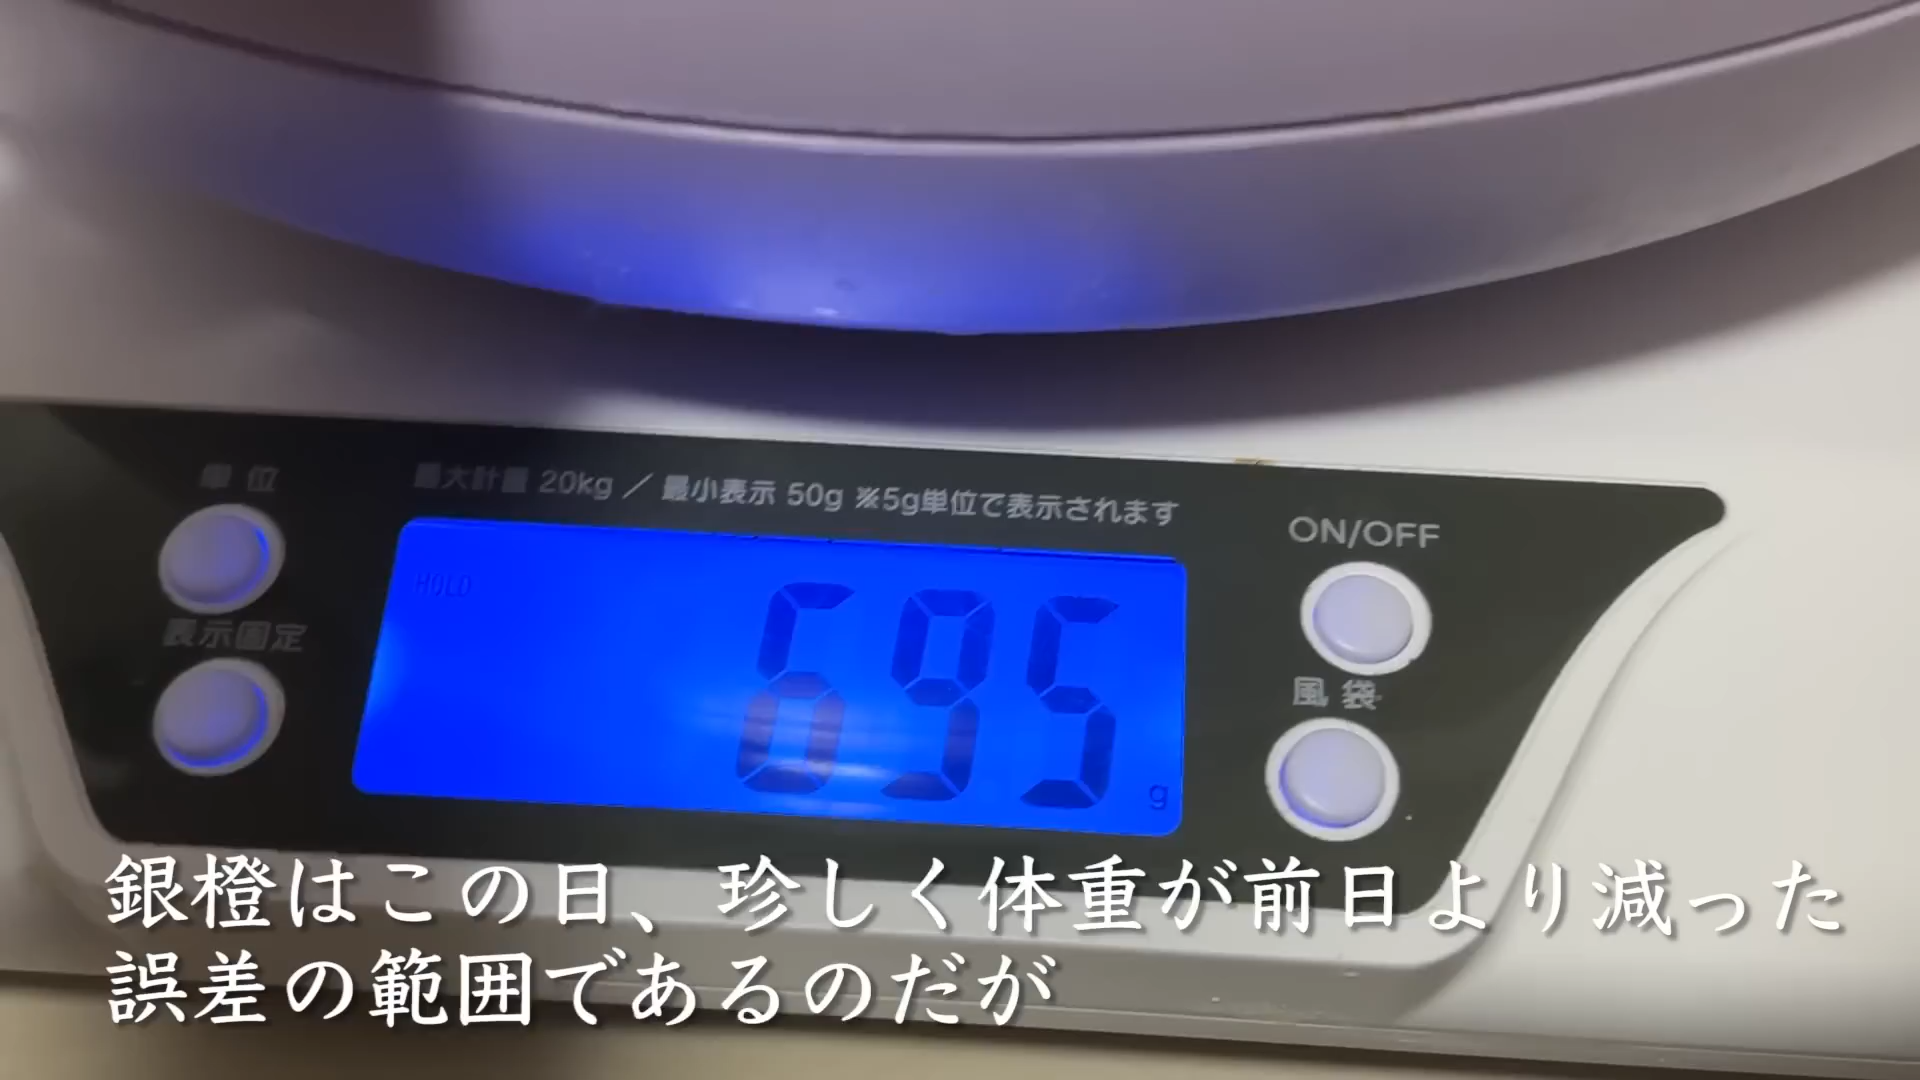 単位
最大計量 20kg ／ 最小表示 50g ※5g単位で表示されます
ON/OFF
HOLD
695
g
表示固定
風袋
銀橙はこの日、珍しく体重が前日より減った
誤差の範囲であるのだが